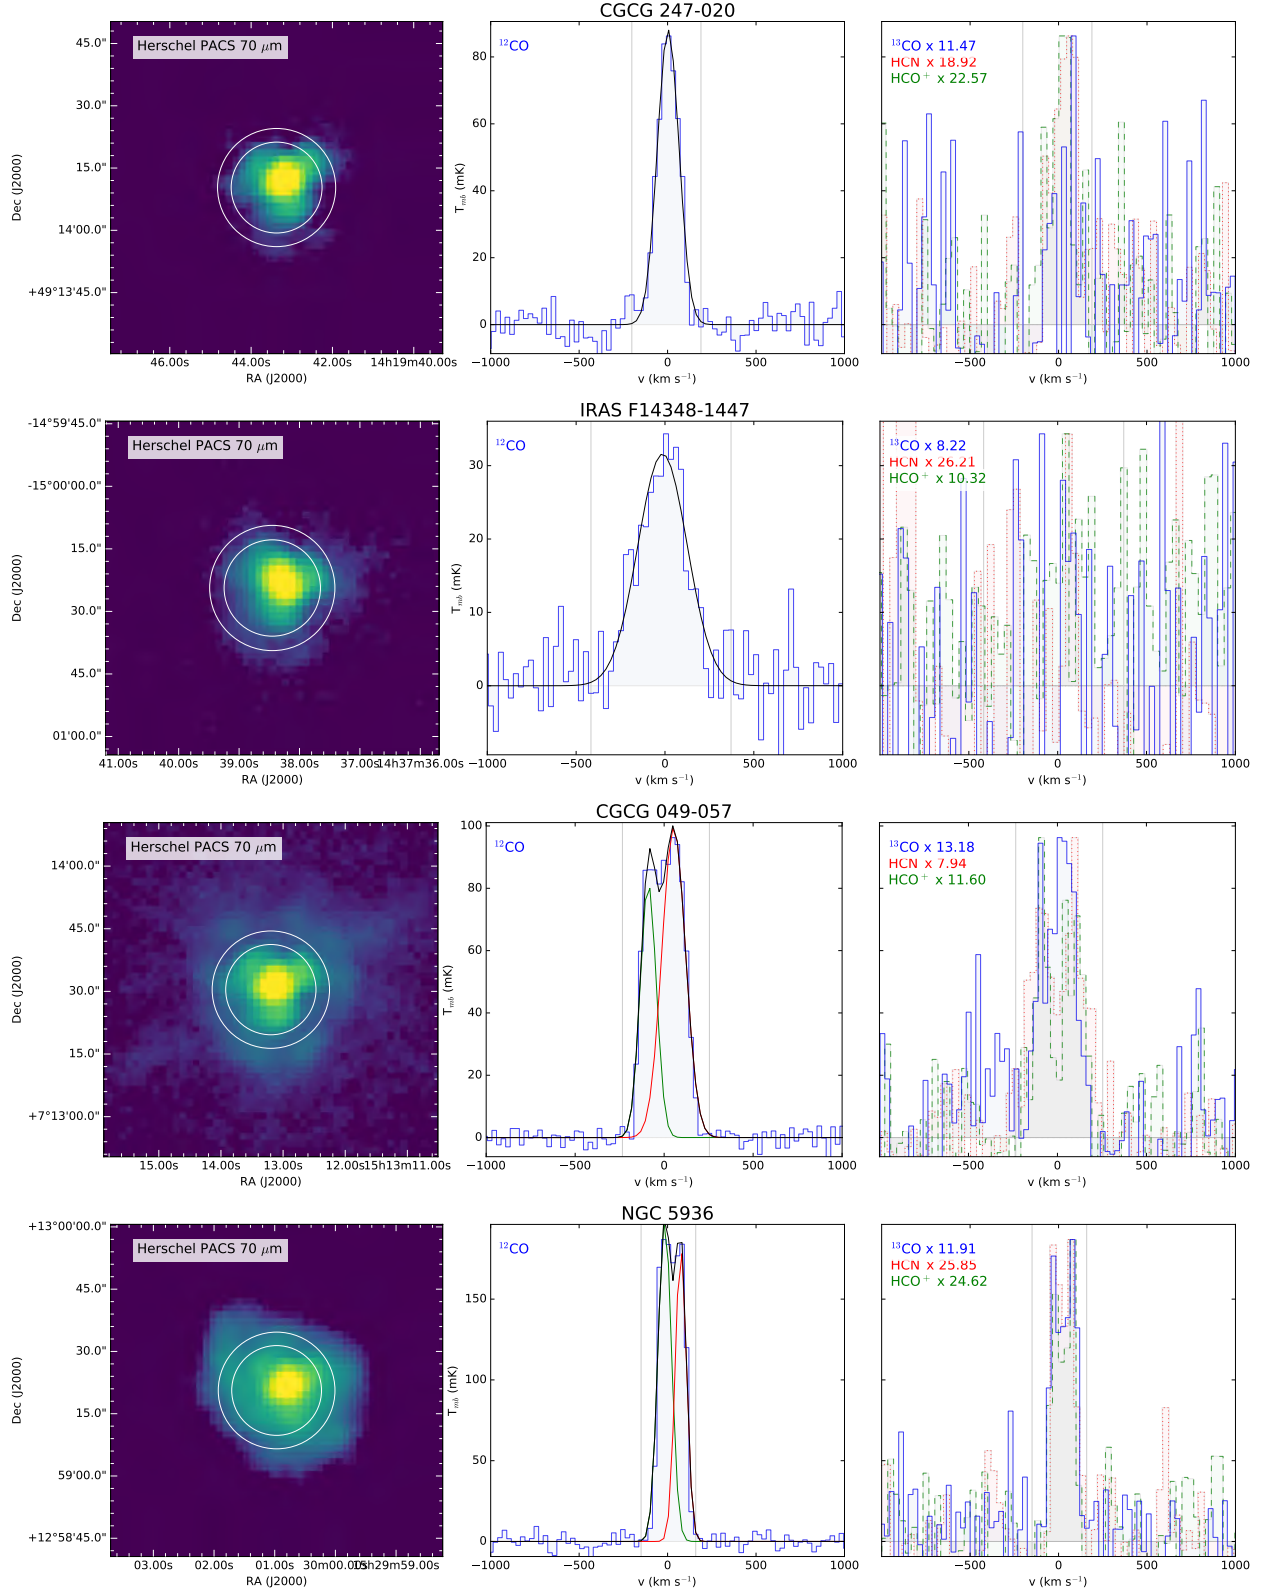 CGCG 247-020
Herschel PACS 70 μm
45.0"
30.0"
15.0"
14'00.0"
+49°13'45.0"
Dec (J2000)
46.00s 44.00s 42.00s 14h19m40.00s
RA (J2000)
¹²CO
80
60
40
20
0
T_mb (mK)
−1000 −500 0 500 1000
v (km s⁻¹)
¹³CO x 11.47
HCN x 18.92
HCO⁺ x 22.57
−500 0 500 1000
v (km s⁻¹)
IRAS F14348-1447
Herschel PACS 70 μm
-14°59'45.0"
-15°00'00.0"
15.0"
30.0"
45.0"
01'00.0"
Dec (J2000)
41.00s 40.00s 39.00s 38.00s 37.00s 14h37m36.00s
RA (J2000)
¹²CO
30
20
10
0
T_mb (mK)
−1000 −500 0 500 1000
v (km s⁻¹)
¹³CO x 8.22
HCN x 26.21
HCO⁺ x 10.32
−500 0 500 1000
v (km s⁻¹)
CGCG 049-057
Herschel PACS 70 μm
14'00.0"
45.0"
30.0"
15.0"
+7°13'00.0"
Dec (J2000)
15.00s 14.00s 13.00s 12.00s 15h13m11.00s
RA (J2000)
¹²CO
100
80
60
40
20
0
T_mb (mK)
−1000 −500 0 500 1000
v (km s⁻¹)
¹³CO x 13.18
HCN x 7.94
HCO⁺ x 11.60
−500 0 500 1000
v (km s⁻¹)
NGC 5936
Herschel PACS 70 μm
+13°00'00.0"
45.0"
30.0"
15.0"
59'00.0"
+12°58'45.0"
Dec (J2000)
03.00s 02.00s 01.00s 30m00.00s 15h29m59.00s
RA (J2000)
¹²CO
150
100
50
0
T_mb (mK)
−1000 −500 0 500 1000
v (km s⁻¹)
¹³CO x 11.91
HCN x 25.85
HCO⁺ x 24.62
−500 0 500 1000
v (km s⁻¹)